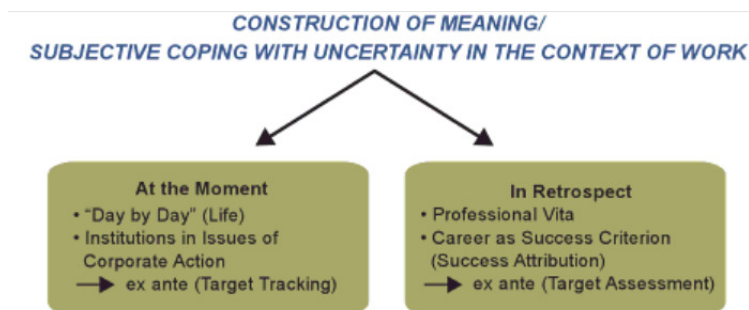 CONSTRUCTION OF MEANING/
SUBJECTIVE COPING WITH UNCERTAINTY IN THE CONTEXT OF WORK
At the Moment
• "Day by Day" (Life)
• Institutions in Issues of
Corporate Action
→ ex ante (Target Tracking)
In Retrospect
• Professional Vita
• Career as Success Criterion
(Success Attribution)
→ ex ante (Target Assessment)